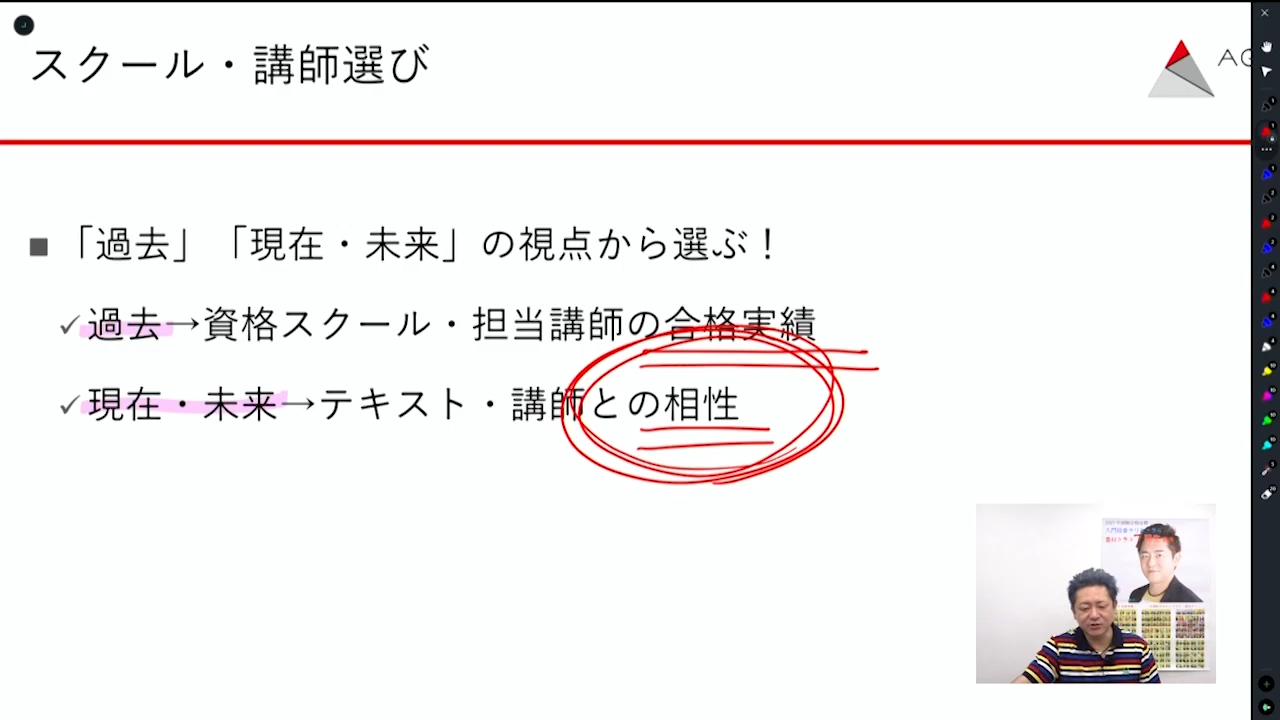 スクール・講師選び
AG
■ 「過去」「現在・未来」の視点から選ぶ！
✓ 過去→資格スクール・担当講師の合格実績
✓ 現在・未来→テキスト・講師との相性